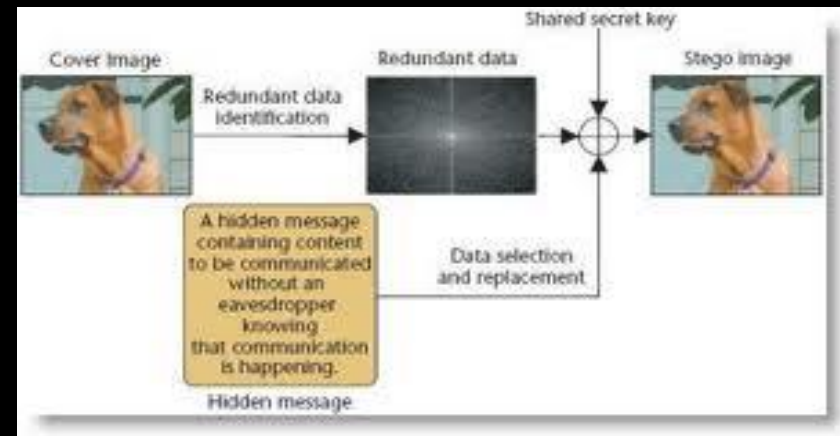 Shared secret key
Cover image
Redundant data
Stego image
Redundant data
identification
A hidden message
containing content
to be communicated
without an
eavesdropper
knowing
that communication
is happening.
Data selection
and replacement
Hidden message